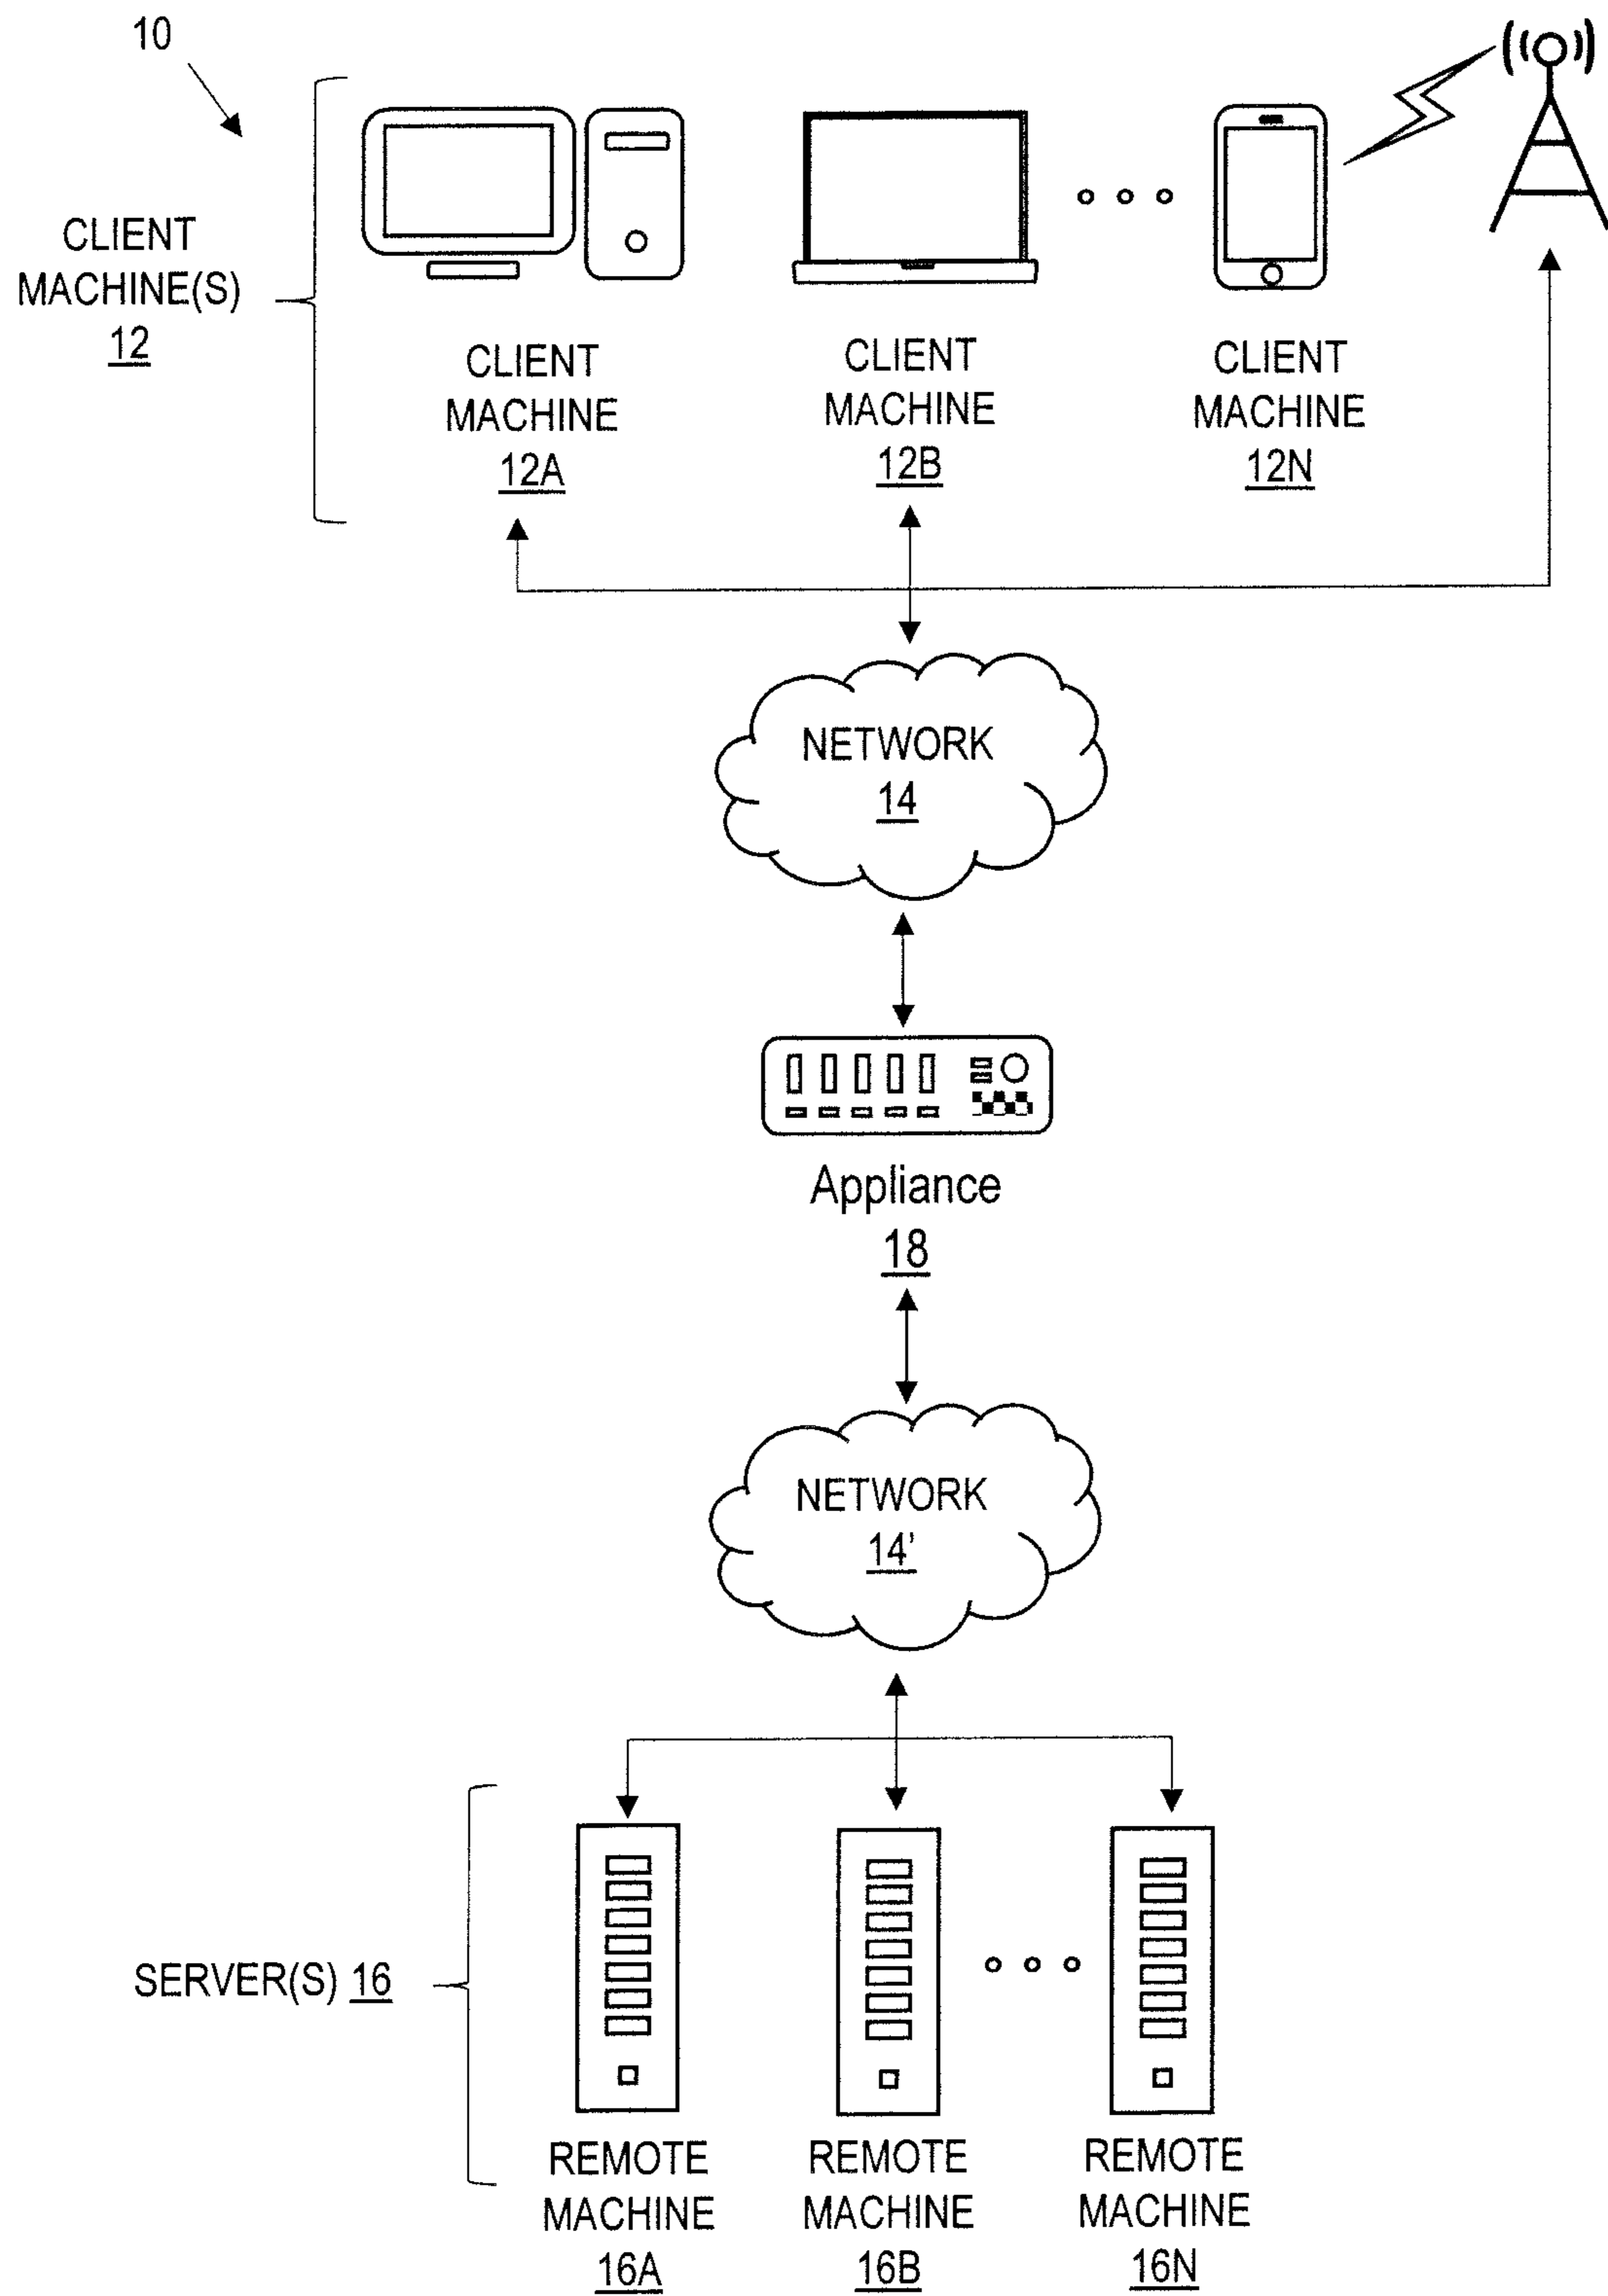 10
CLIENT
MACHINE(S)
12
CLIENT
MACHINE
12A
CLIENT
MACHINE
12B
CLIENT
MACHINE
12N
NETWORK
14
Appliance
18
NETWORK
14’
SERVER(S) 16
REMOTE
MACHINE
16A
REMOTE
MACHINE
16B
REMOTE
MACHINE
16N